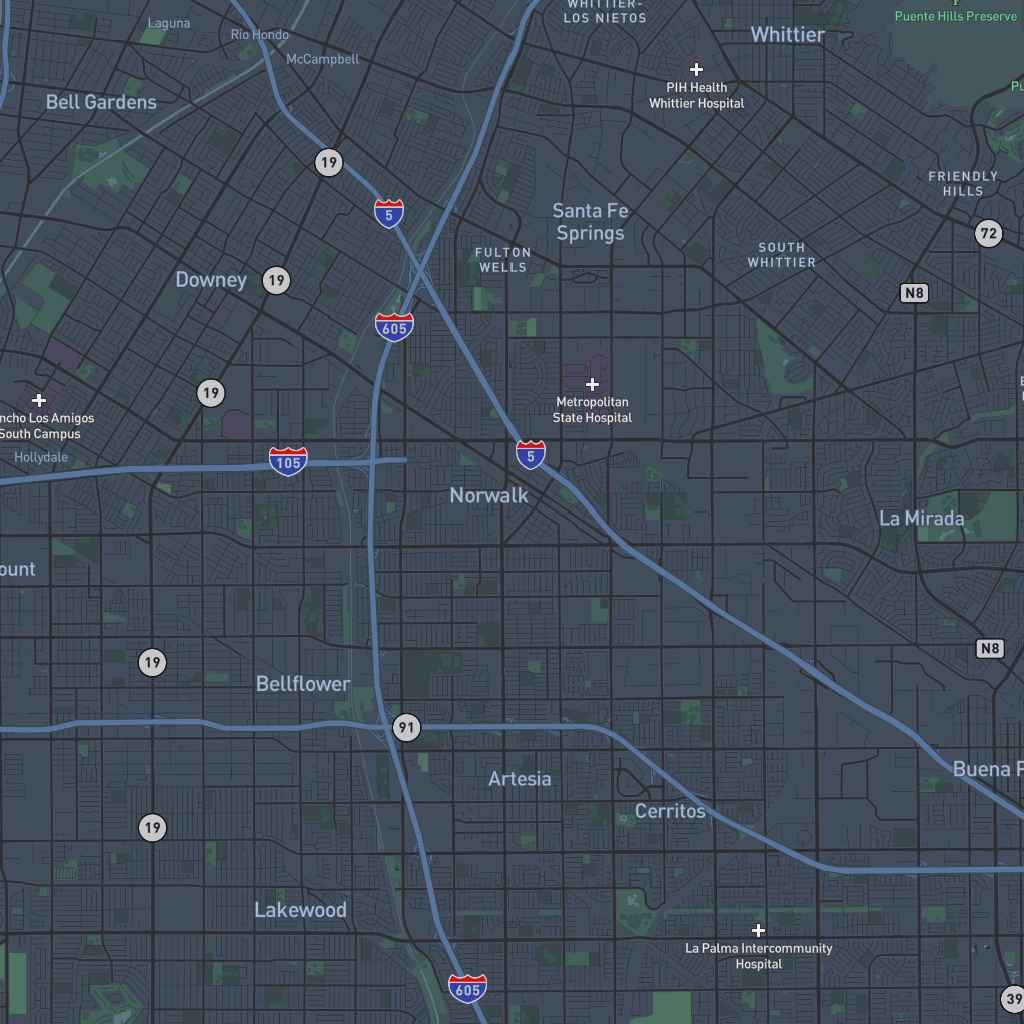 WHITTIER-
LOS NIETOS
Puente Hills Preserve
Laguna
Rio Hondo
Whittier
McCampbell
PIH Health
Whittier Hospital
Bell Gardens
19
FRIENDLY
HILLS
5
Santa Fe
Springs
72
FULTON
WELLS
SOUTH
WHITTIER
Downey
19
N8
605
19
Metropolitan
State Hospital
ncho Los Amigos
South Campus
Hollydale
105
5
Norwalk
La Mirada
ount
19
N8
Bellflower
91
Artesia
Buena P
Cerritos
19
Lakewood
La Palma Intercommunity
Hospital
605
39